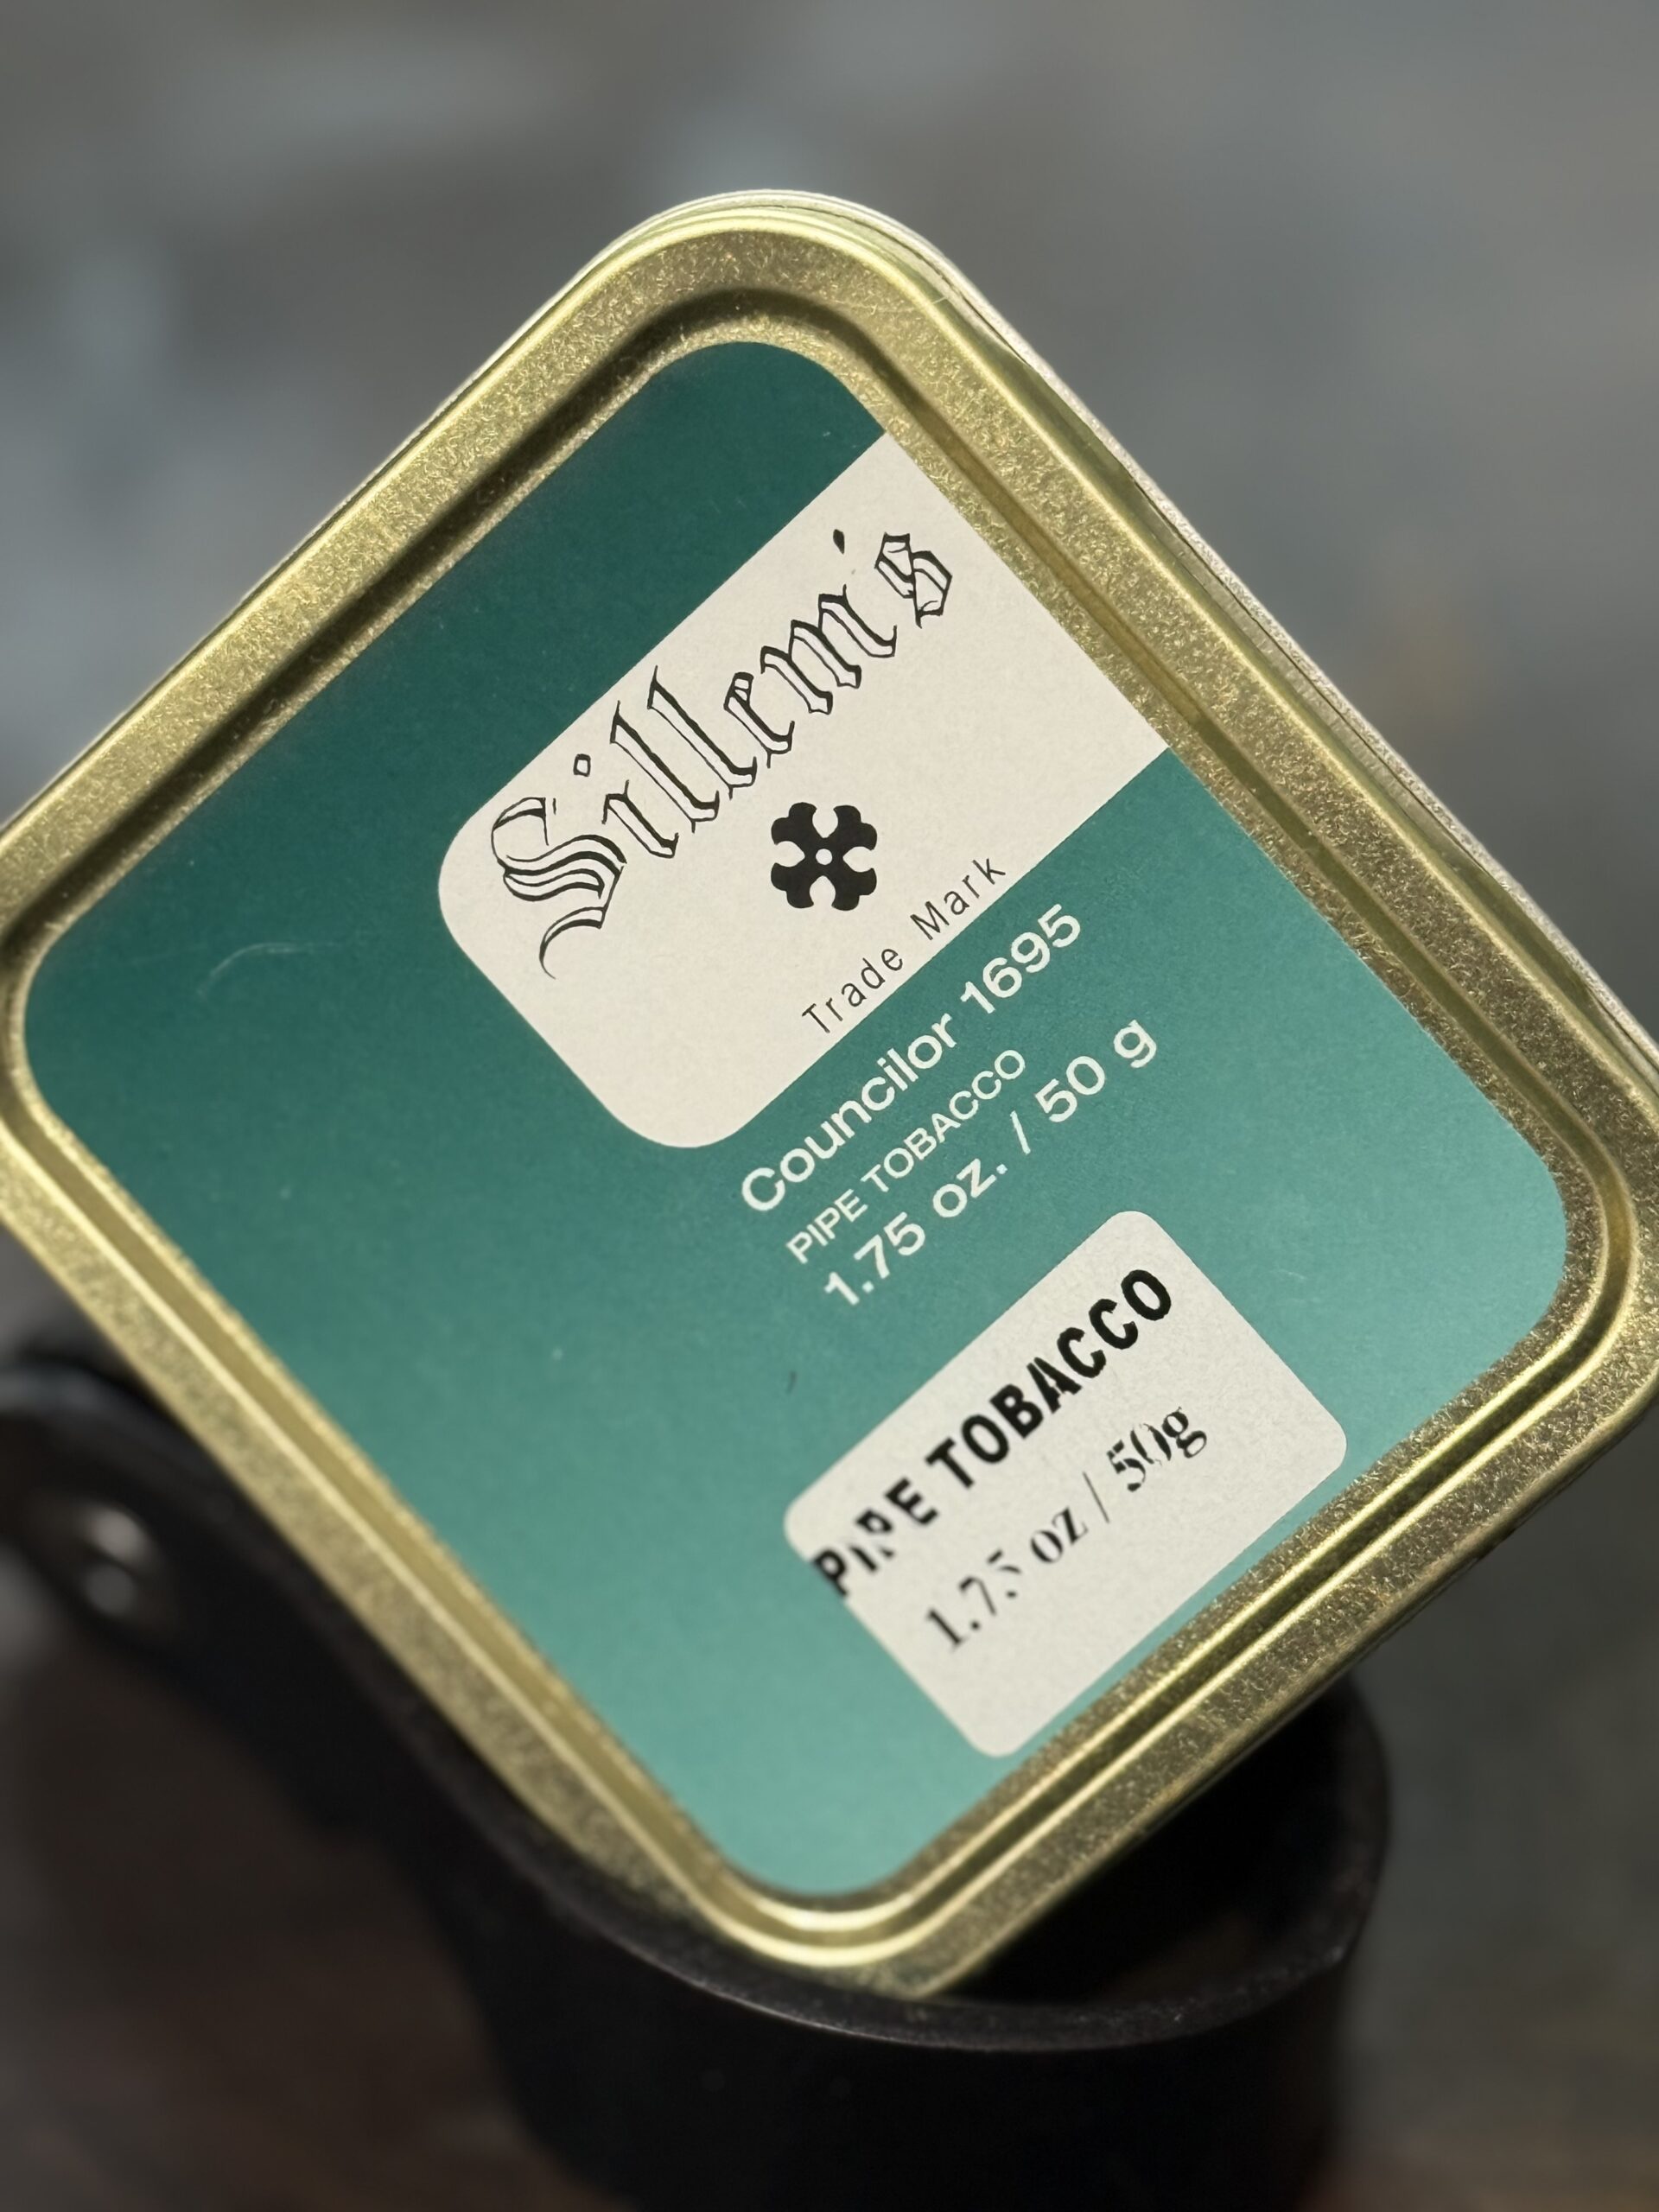 Sillem's
Trade Mark
Councilor 1695
PIPE TOBACCO
1.75 oz. / 50 g
PIPE TOBACCO
1.75 oz / 50g